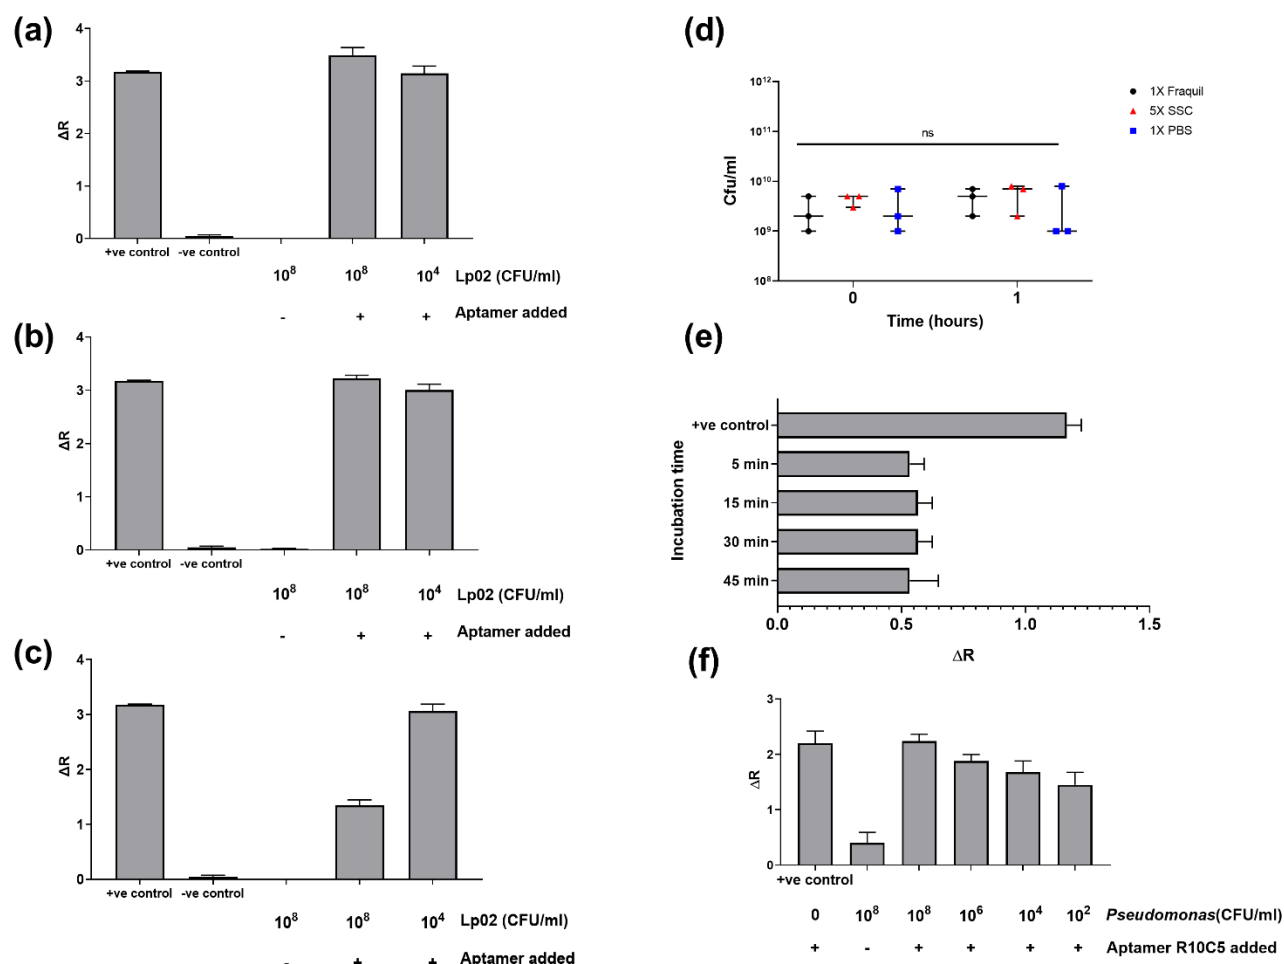 (a)
4
3
2
1
0
ΔR
+ve control -ve control
10⁸ 10⁸ 10⁴ Lp02 (CFU/ml)
- + + Aptamer added
(b)
4
3
2
1
0
ΔR
+ve control -ve control
10⁸ 10⁸ 10⁴ Lp02 (CFU/ml)
- + + Aptamer added
(c)
4
3
2
1
0
ΔR
+ve control -ve control
10⁸ 10⁸ 10⁴ Lp02 (CFU/ml)
- + + Aptamer added
(d)
10¹²
10¹¹
10¹⁰
10⁹
10⁸
Cfu/ml
ns
1X Fraquil
5X SSC
1X PBS
0 1
Time (hours)
(e)
Incubation time
+ve control
5 min
15 min
30 min
45 min
0.0 0.5 1.0 1.5
ΔR
(f)
3
2
1
0
ΔR
+ve control
0 10⁸ 10⁸ 10⁶ 10⁴ 10² Pseudomonas(CFU/ml)
+ - + + + + Aptamer R10C5 added